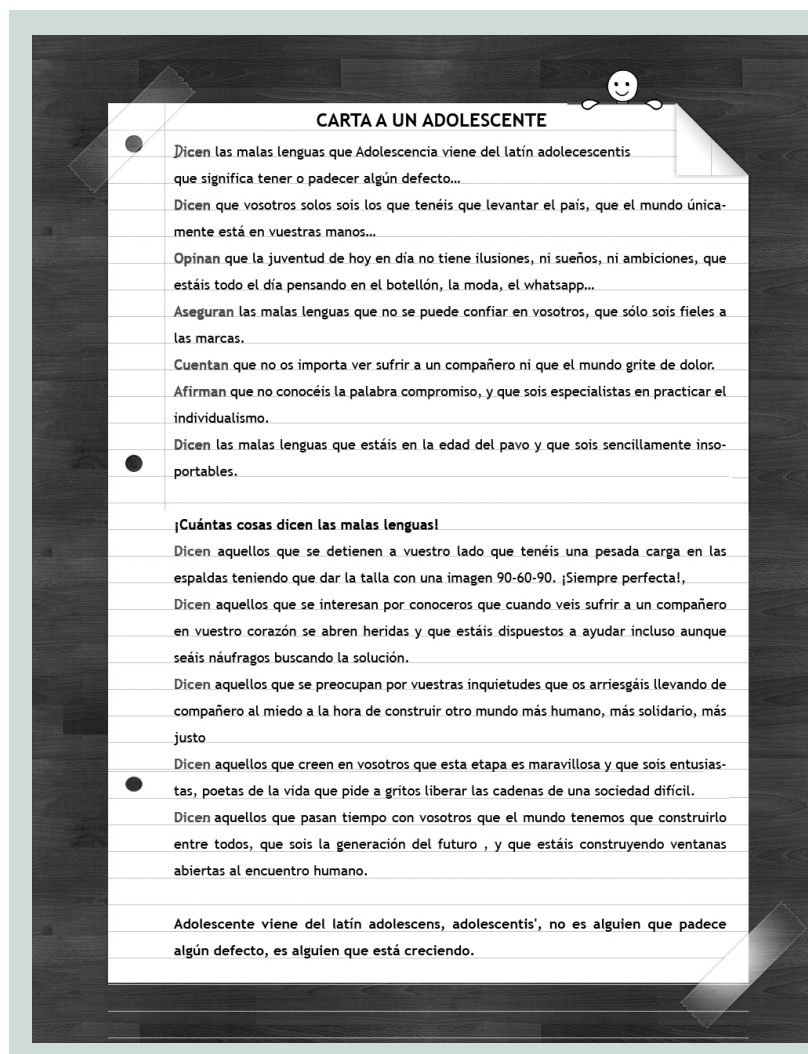 CARTA A UN ADOLESCENTE
Dicen las malas lenguas que Adolescencia viene del latín adolecescentis
que significa tener o padecer algún defecto...
Dicen que vosotros solos sois los que tenéis que levantar el país, que el mundo única-
mente está en vuestras manos...
Opinan que la juventud de hoy en día no tiene ilusiones, ni sueños, ni ambiciones, que
estáis todo el día pensando en el botellón, la moda, el whatsapp...
Aseguran las malas lenguas que no se puede confiar en vosotros, que sólo sois fieles a
las marcas.
Cuentan que no os importa ver sufrir a un compañero ni que el mundo grite de dolor.
Afirman que no conocéis la palabra compromiso, y que sois especialistas en practicar el
individualismo.
Dicen las malas lenguas que estáis en la edad del pavo y que sois sencillamente inso-
portables.
¡Cuántas cosas dicen las malas lenguas!
Dicen aquellos que se detienen a vuestro lado que tenéis una pesada carga en las
espaldas teniendo que dar la talla con una imagen 90-60-90. ¡Siempre perfecta!,
Dicen aquellos que se interesan por conoceros que cuando veis sufrir a un compañero
en vuestro corazón se abren heridas y que estáis dispuestos a ayudar incluso aunque
seáis náufragos buscando la solución.
Dicen aquellos que se preocupan por vuestras inquietudes que os arriesgáis llevando de
compañero al miedo a la hora de construir otro mundo más humano, más solidario, más
justo
Dicen aquellos que creen en vosotros que esta etapa es maravillosa y que sois entusias-
tas, poetas de la vida que pide a gritos liberar las cadenas de una sociedad difícil.
Dicen aquellos que pasan tiempo con vosotros que el mundo tenemos que construirlo
entre todos, que sois la generación del futuro , y que estáis construyendo ventanas
abiertas al encuentro humano.
Adolescente viene del latín adolescens, adolescentis', no es alguien que padece
algún defecto, es alguien que está creciendo.